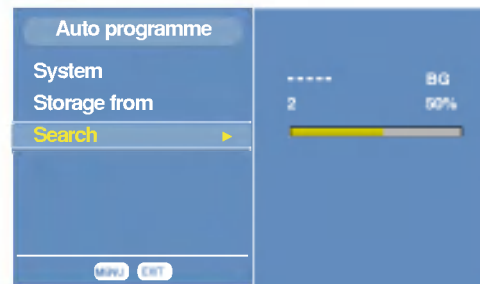 Auto programme
System
Storage from
Search ►
MENU EXIT
----- BG
2 50%